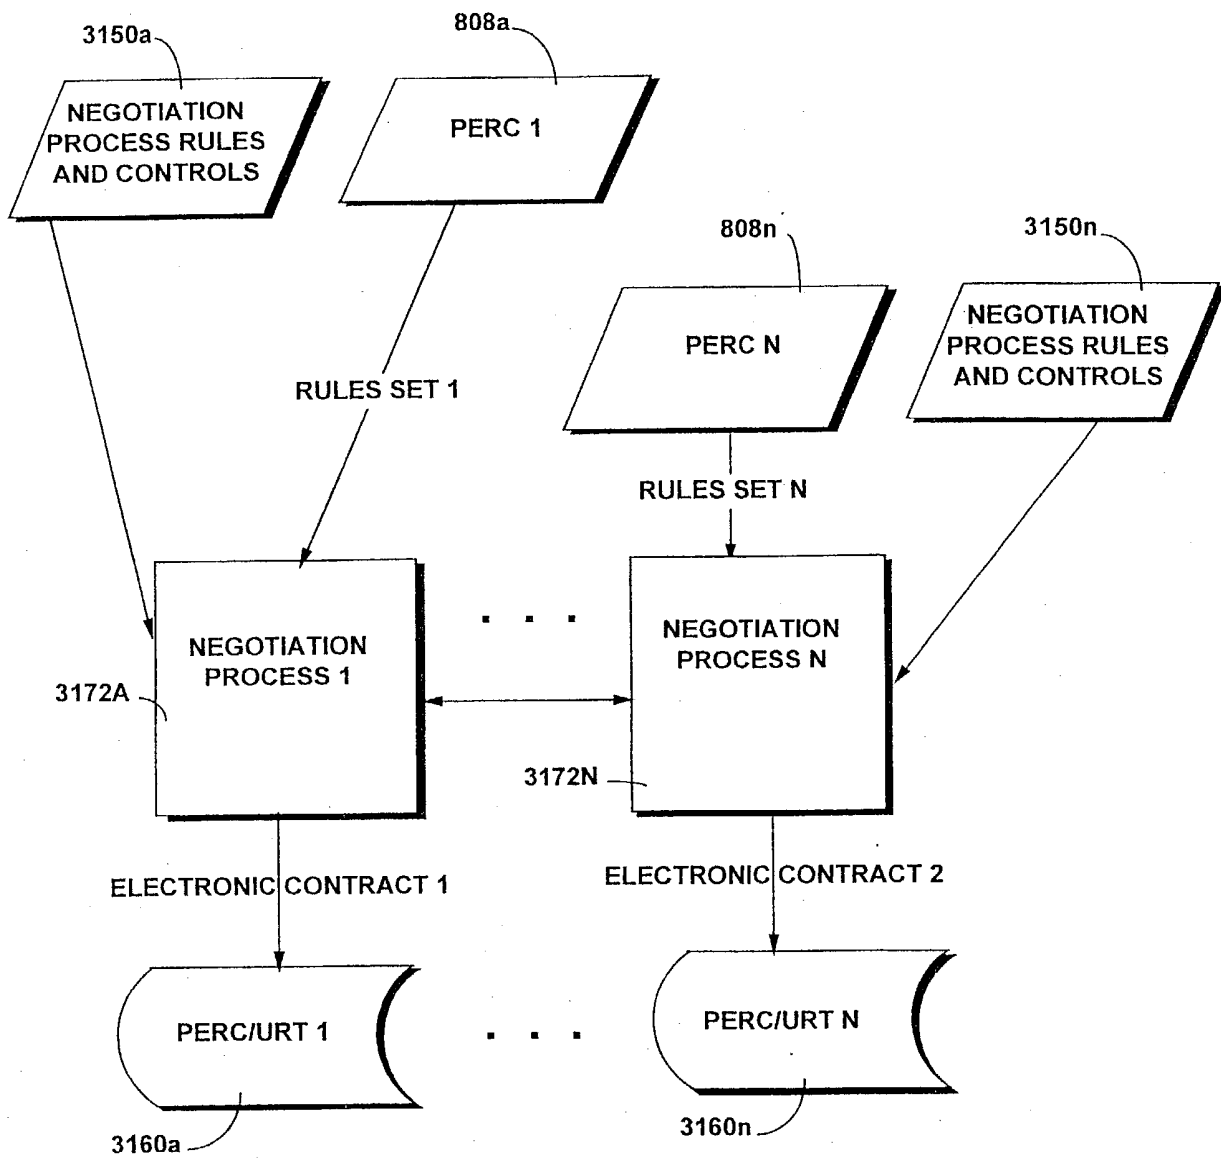 3150a
808a
NEGOTIATION
PROCESS RULES
AND CONTROLS
PERC 1
808n
3150n
PERC N
NEGOTIATION
PROCESS RULES
AND CONTROLS
RULES SET 1
RULES SET N
. . .
NEGOTIATION
PROCESS 1
NEGOTIATION
PROCESS N
3172A
3172N
ELECTRONIC CONTRACT 1
ELECTRONIC CONTRACT 2
PERC/URT 1
. . .
PERC/URT N
3160a
3160n